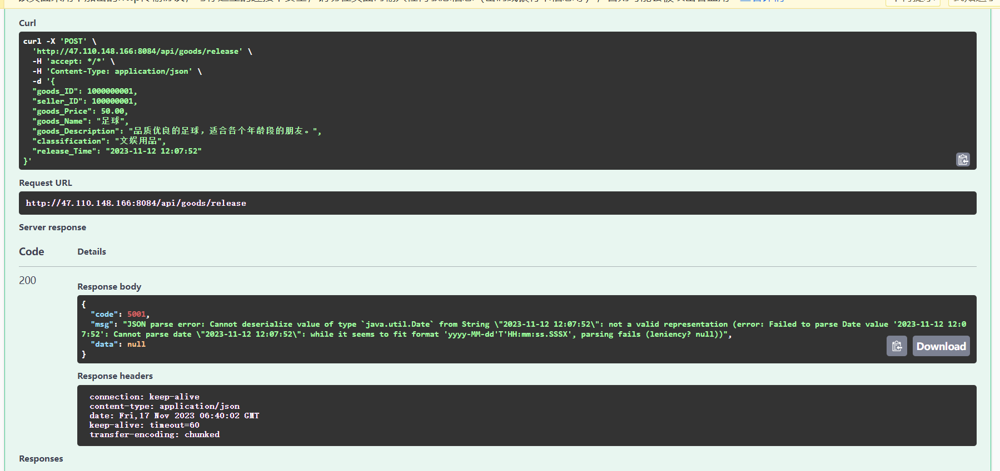 Curl
curl -X 'POST' \
'http://47.110.148.166:8084/api/goods/release' \
-H 'accept: */*' \
-H 'Content-Type: application/json' \
-d '{
"goods_ID": 1000000001,
"seller_ID": 100000001,
"goods_Price": 50.00,
"goods_Name": "足球",
"goods_Description": "品质优良的足球，适合各个年龄段的朋友。",
"classification": "文娱用品",
"release_Time": "2023-11-12 12:07:52"
}'
Request URL
http://47.110.148.166:8084/api/goods/release
Server response
Code Details
200
Response body
{
"code": 5001,
"msg": "JSON parse error: Cannot deserialize value of type `java.util.Date` from String \"2023-11-12 12:07:52\": not a valid representation (error: Failed to parse Date value '2023-11-12 12:0
7:52': Cannot parse date \"2023-11-12 12:07:52\": while it seems to fit format 'yyyy-MM-dd'T'HH:mm:ss.SSSX', parsing fails (leniency? null))",
"data": null
}
Download
Response headers
connection: keep-alive
content-type: application/json
date: Fri,17 Nov 2023 06:40:02 GMT
keep-alive: timeout=60
transfer-encoding: chunked
Responses